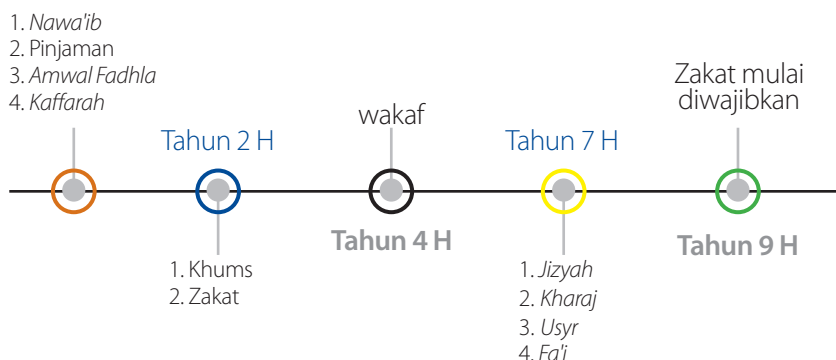 1. Nawa'ib
2. Pinjaman
3. Amwal Fadhla
4. Kaffarah
Tahun 2 H
1. Khums
2. Zakat
wakaf
Tahun 4 H
Tahun 7 H
1. Jizyah
2. Kharaj
3. Usyr
4. Fa'i
Zakat mulai
diwajibkan
Tahun 9 H